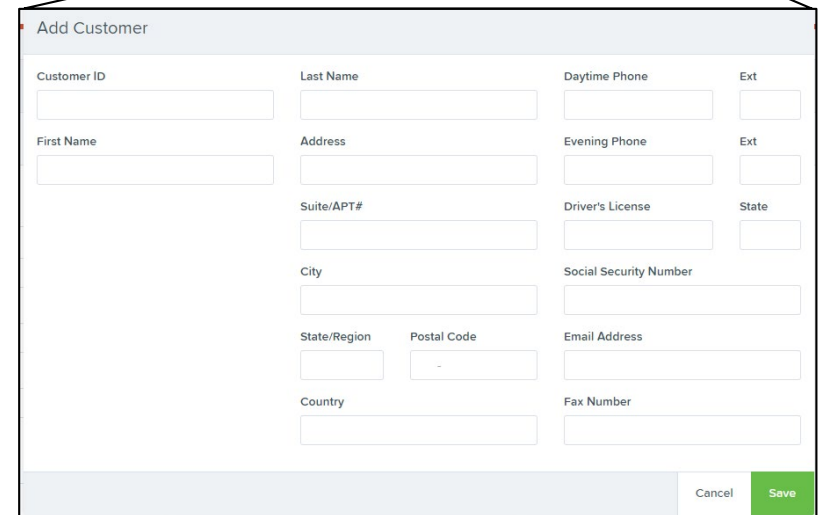 Add Customer
Customer ID Last Name Daytime Phone Ext
First Name Address Evening Phone Ext
Suite/APT# Driver's License State
City Social Security Number
State/Region Postal Code Email Address
-
Country Fax Number
Cancel Save